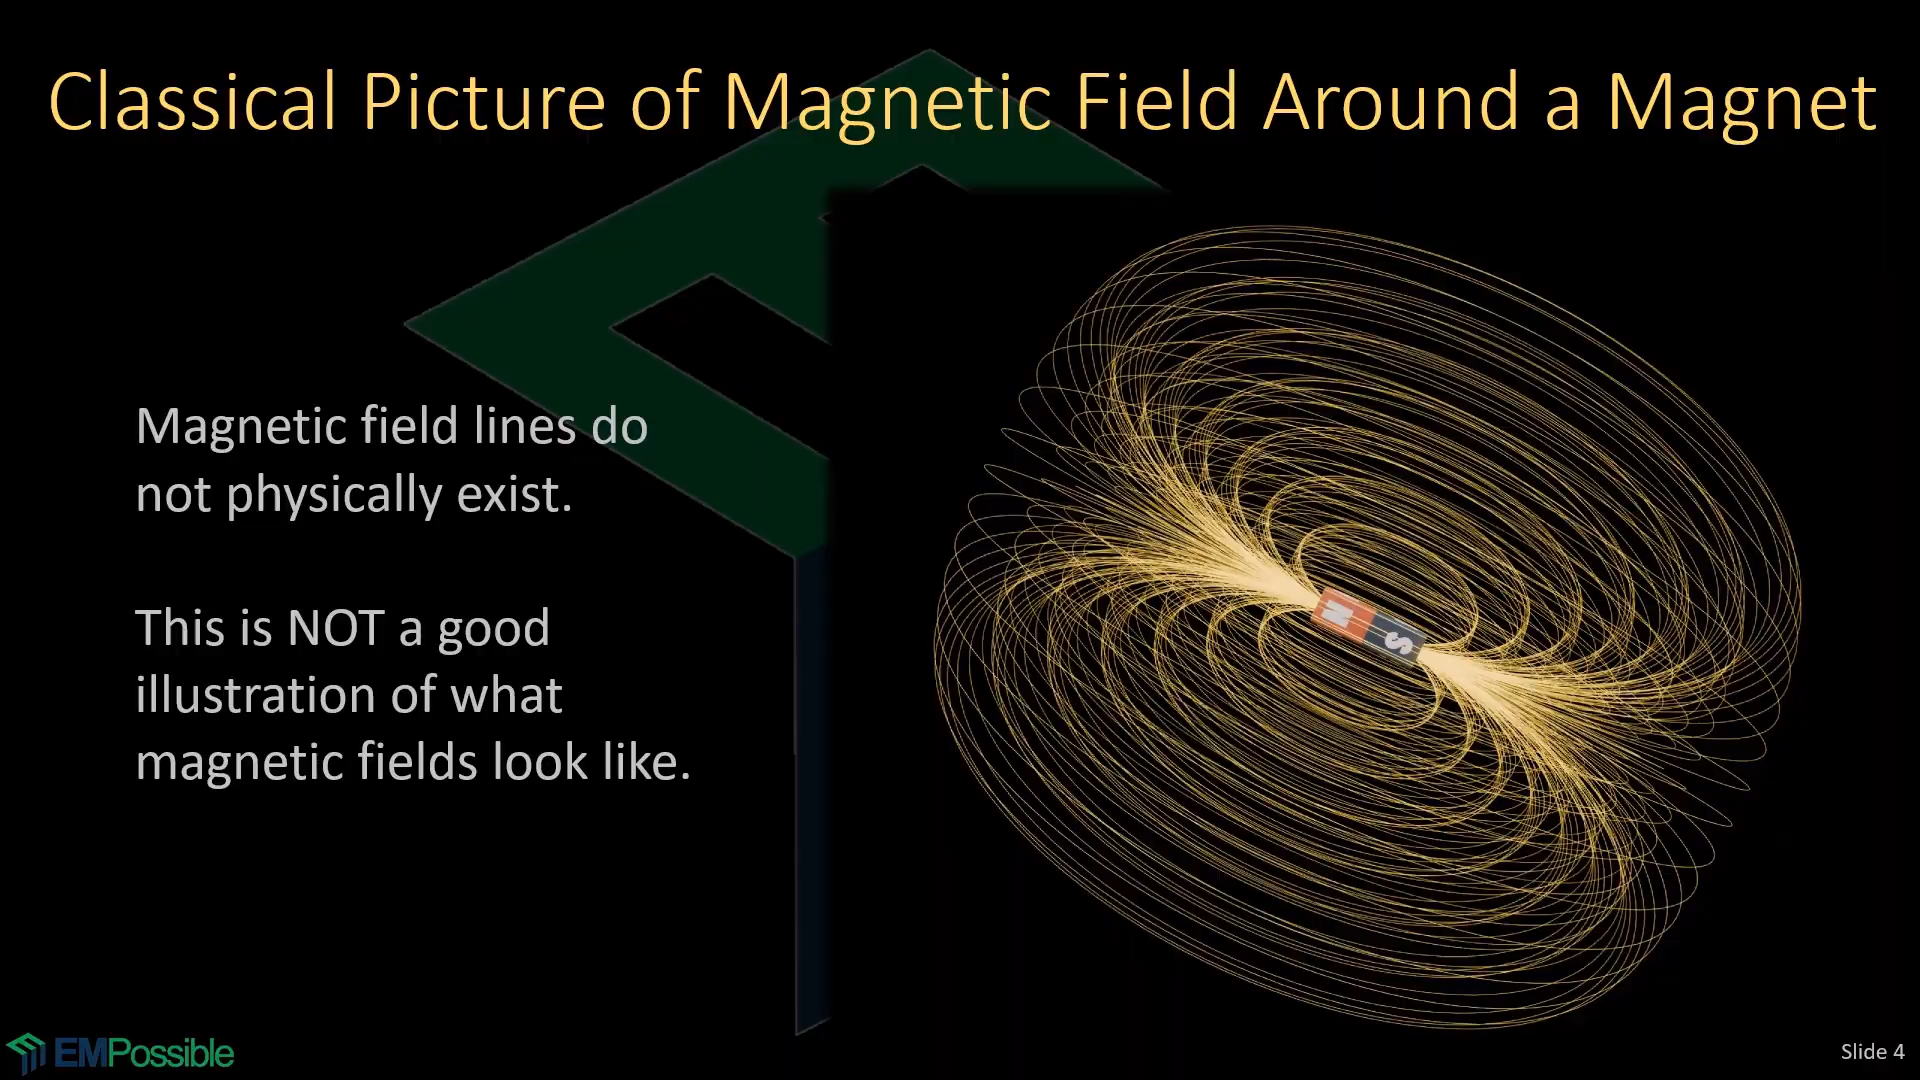 Classical Picture of Magnetic Field Around a Magnet
Magnetic field lines do
not physically exist.
This is NOT a good
illustration of what
magnetic fields look like.
N
S
EMPossible
Slide 4